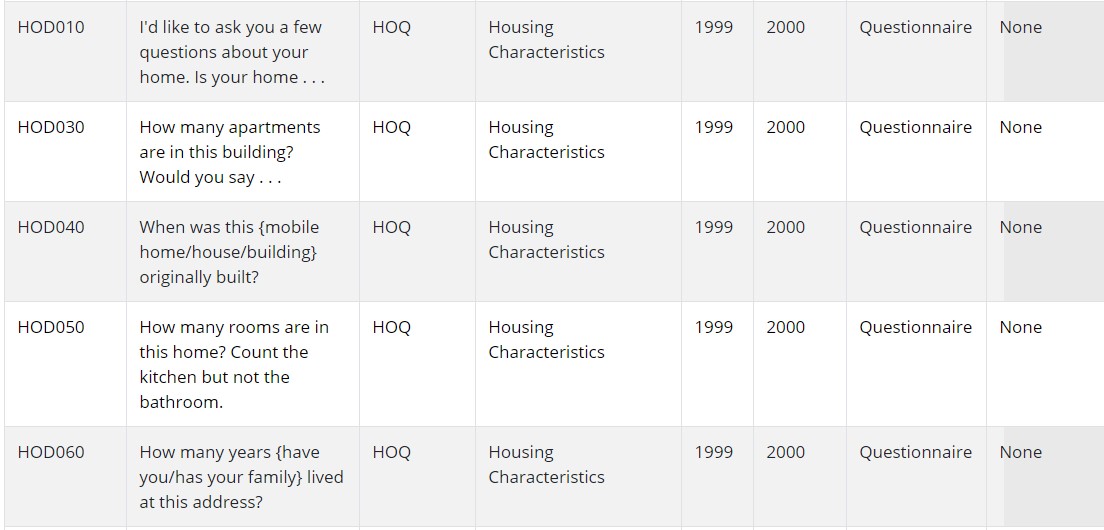 HOD010 I'd like to ask you a few HOQ Housing 1999 2000 Questionnaire None
questions about your Characteristics
home. Is your home . . .
HOD030 How many apartments HOQ Housing 1999 2000 Questionnaire None
are in this building? Characteristics
Would you say . . .
HOD040 When was this {mobile HOQ Housing 1999 2000 Questionnaire None
home/house/building} Characteristics
originally built?
HOD050 How many rooms are in HOQ Housing 1999 2000 Questionnaire None
this home? Count the Characteristics
kitchen but not the
bathroom.
HOD060 How many years {have HOQ Housing 1999 2000 Questionnaire None
you/has your family} lived Characteristics
at this address?